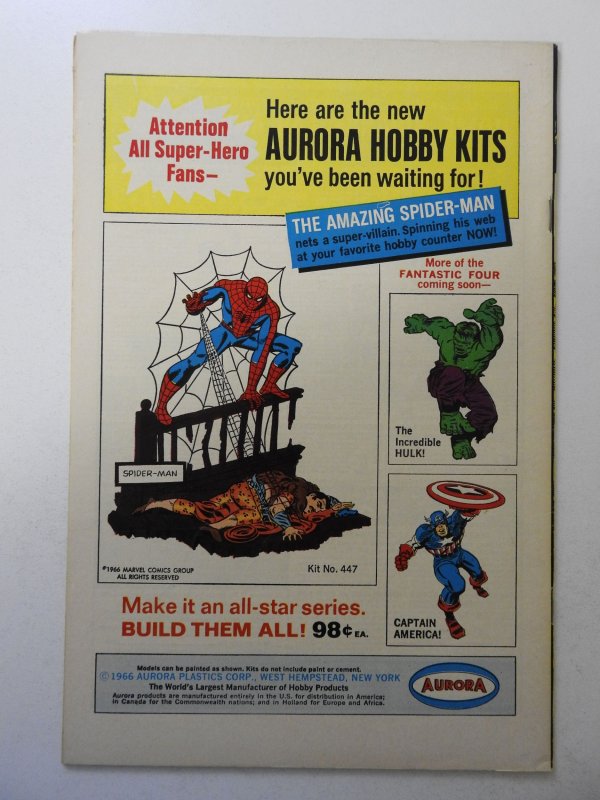 Attention
All Super-Hero
Fans—
Here are the new
AURORA HOBBY KITS
you've been waiting for!
THE AMAZING SPIDER-MAN
nets a super-villain. Spinning his web
at your favorite hobby counter NOW!
More of the
FANTASTIC FOUR
coming soon—
The
Incredible
HULK!
SPIDER-MAN
©1966 MARVEL COMICS GROUP
ALL RIGHTS RESERVED
Kit No. 447
CAPTAIN
AMERICA!
Make it an all-star series.
BUILD THEM ALL! 98¢ EA.
Models can be painted as shown. Kits do not include paint or cement.
©1966 AURORA PLASTICS CORP., WEST HEMPSTEAD, NEW YORK
The World's Largest Manufacturer of Hobby Products
Aurora products are manufactured entirely in the U.S. for distribution in America;
in Canada for the Commonwealth nations; and in Holland for Europe and Africa.
AURORA